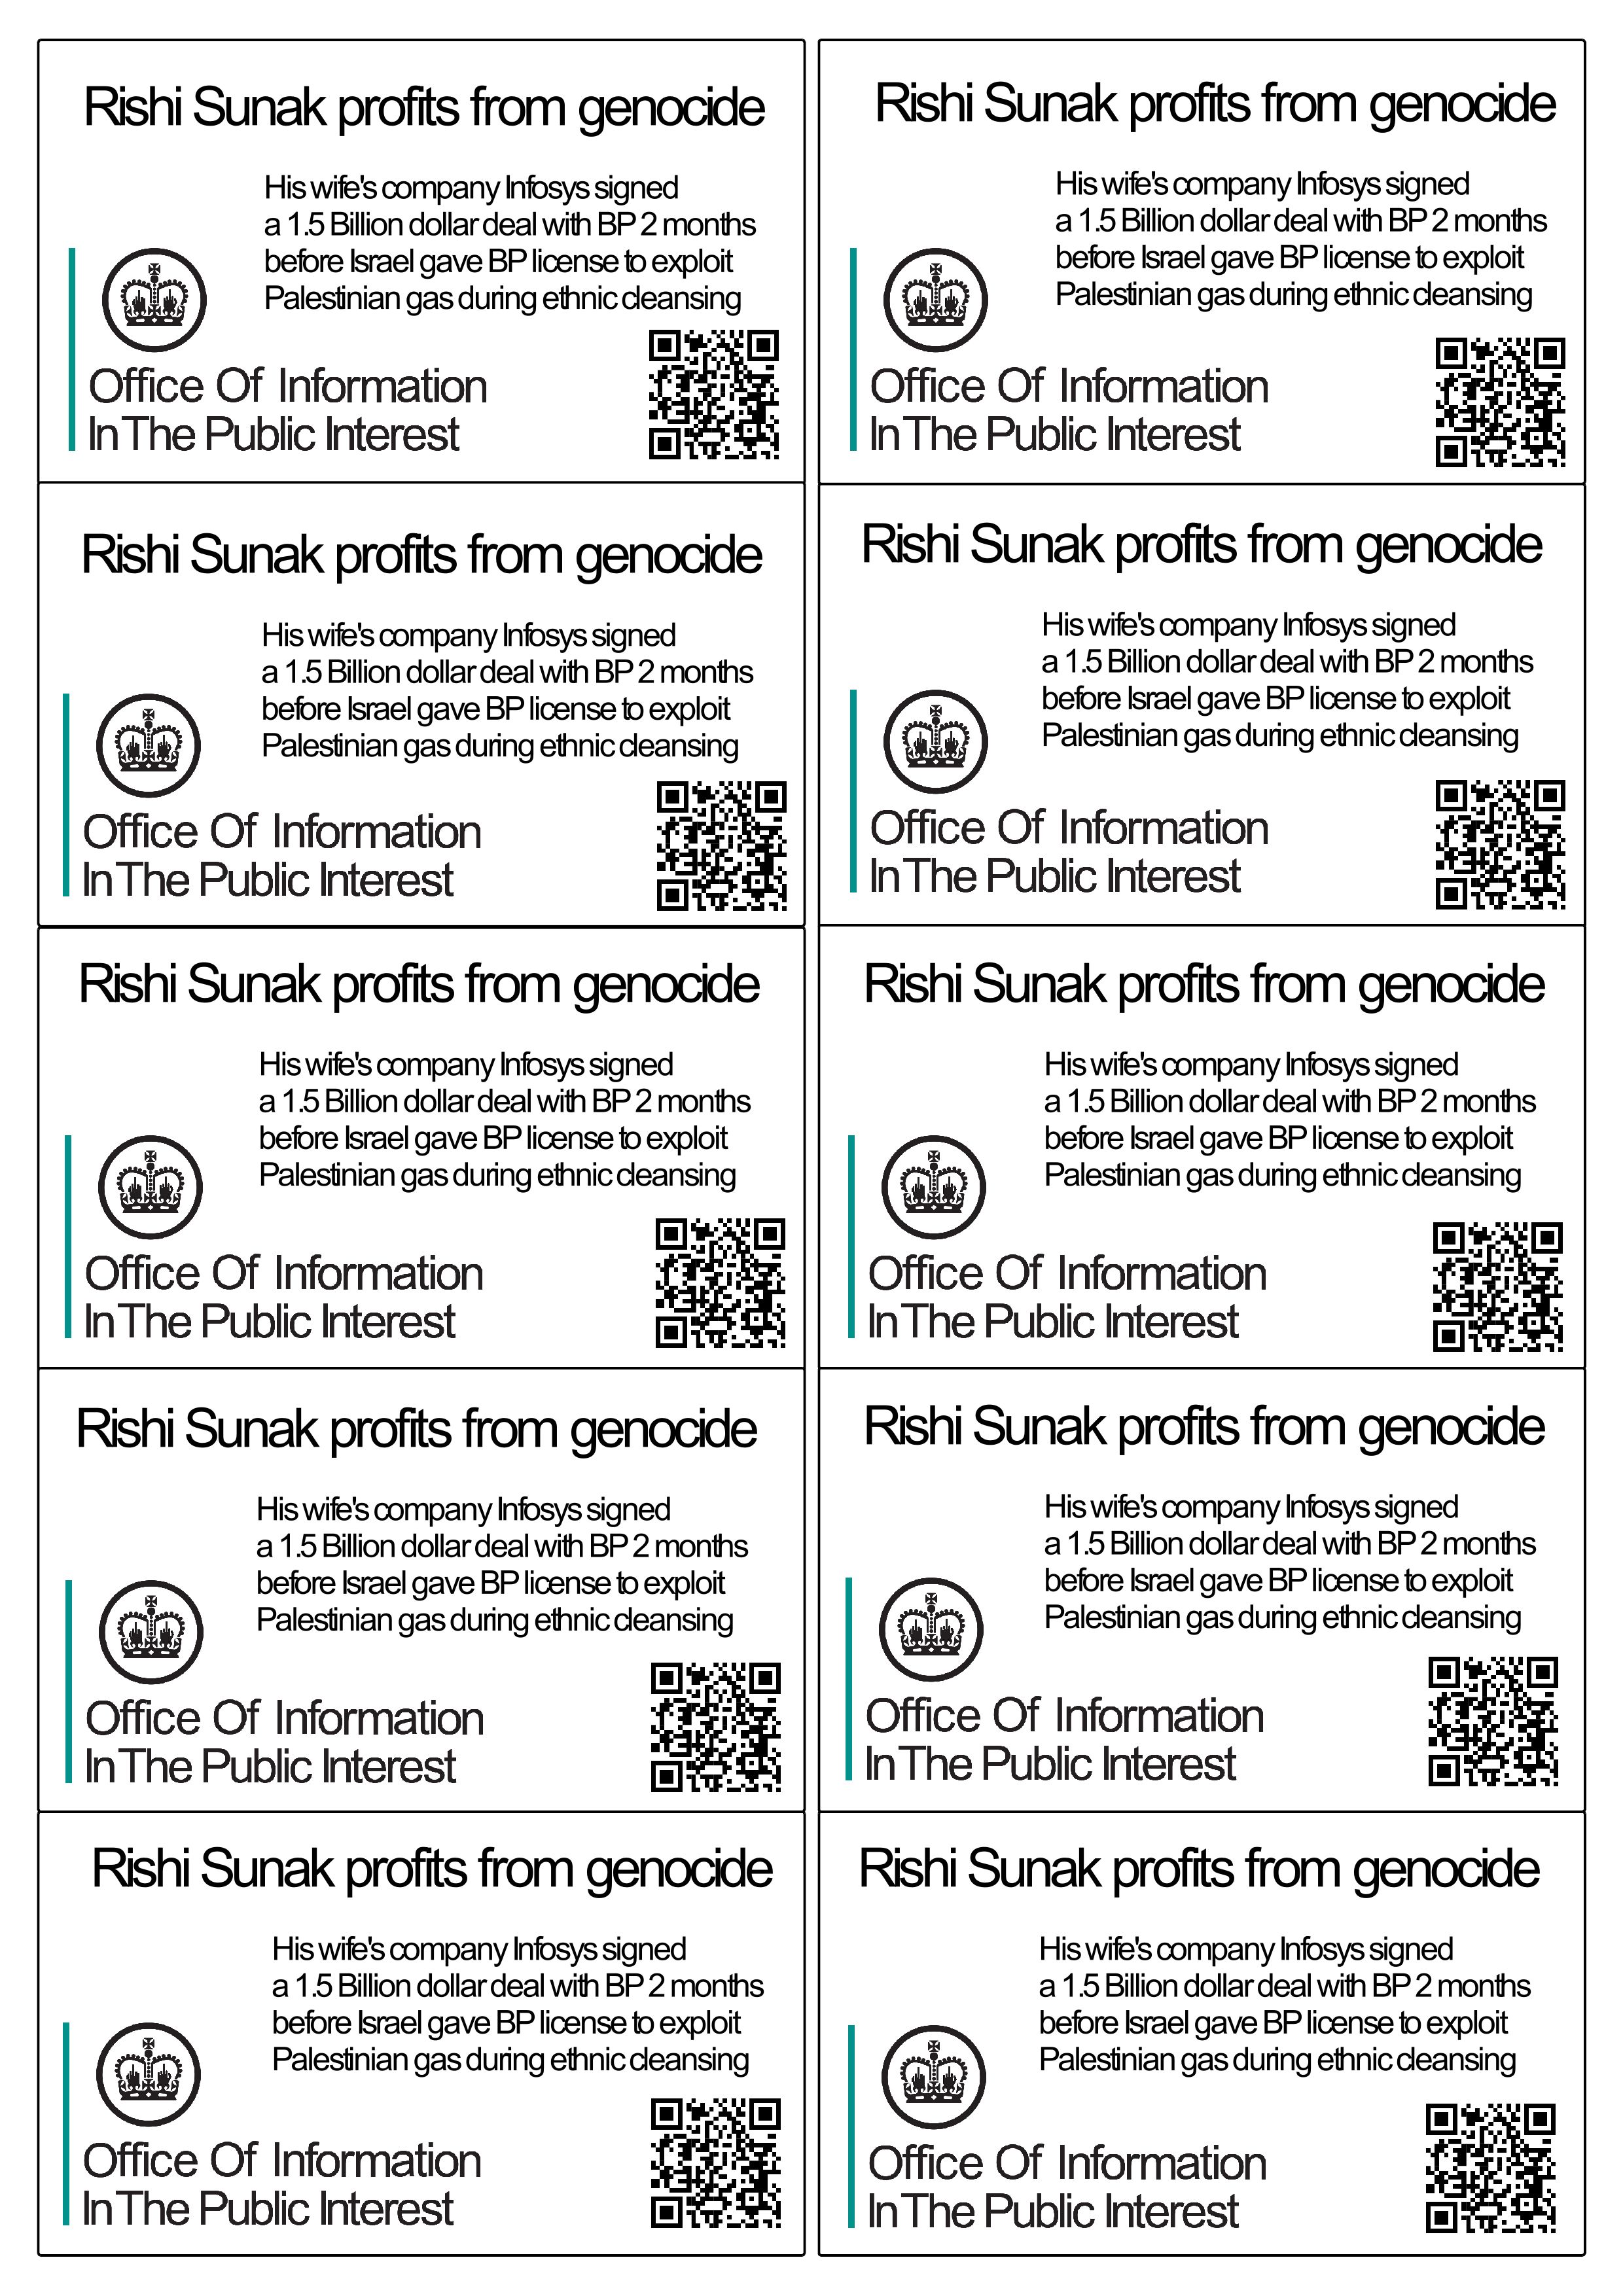 Rishi Sunak profits from genocide
His wife's company Infosys signed
a 1.5 Billion dollar deal with BP 2 months
before Israel gave BP license to exploit
Palestinian gas during ethnic cleansing
Office Of Information
In The Public Interest
Rishi Sunak profits from genocide
His wife's company Infosys signed
a 1.5 Billion dollar deal with BP 2 months
before Israel gave BP license to exploit
Palestinian gas during ethnic cleansing
Office Of Information
In The Public Interest
Rishi Sunak profits from genocide
His wife's company Infosys signed
a 1.5 Billion dollar deal with BP 2 months
before Israel gave BP license to exploit
Palestinian gas during ethnic cleansing
Office Of Information
In The Public Interest
Rishi Sunak profits from genocide
His wife's company Infosys signed
a 1.5 Billion dollar deal with BP 2 months
before Israel gave BP license to exploit
Palestinian gas during ethnic cleansing
Office Of Information
In The Public Interest
Rishi Sunak profits from genocide
His wife's company Infosys signed
a 1.5 Billion dollar deal with BP 2 months
before Israel gave BP license to exploit
Palestinian gas during ethnic cleansing
Office Of Information
In The Public Interest
Rishi Sunak profits from genocide
His wife's company Infosys signed
a 1.5 Billion dollar deal with BP 2 months
before Israel gave BP license to exploit
Palestinian gas during ethnic cleansing
Office Of Information
In The Public Interest
Rishi Sunak profits from genocide
His wife's company Infosys signed
a 1.5 Billion dollar deal with BP 2 months
before Israel gave BP license to exploit
Palestinian gas during ethnic cleansing
Office Of Information
In The Public Interest
Rishi Sunak profits from genocide
His wife's company Infosys signed
a 1.5 Billion dollar deal with BP 2 months
before Israel gave BP license to exploit
Palestinian gas during ethnic cleansing
Office Of Information
In The Public Interest
Rishi Sunak profits from genocide
His wife's company Infosys signed
a 1.5 Billion dollar deal with BP 2 months
before Israel gave BP license to exploit
Palestinian gas during ethnic cleansing
Office Of Information
In The Public Interest
Rishi Sunak profits from genocide
His wife's company Infosys signed
a 1.5 Billion dollar deal with BP 2 months
before Israel gave BP license to exploit
Palestinian gas during ethnic cleansing
Office Of Information
In The Public Interest